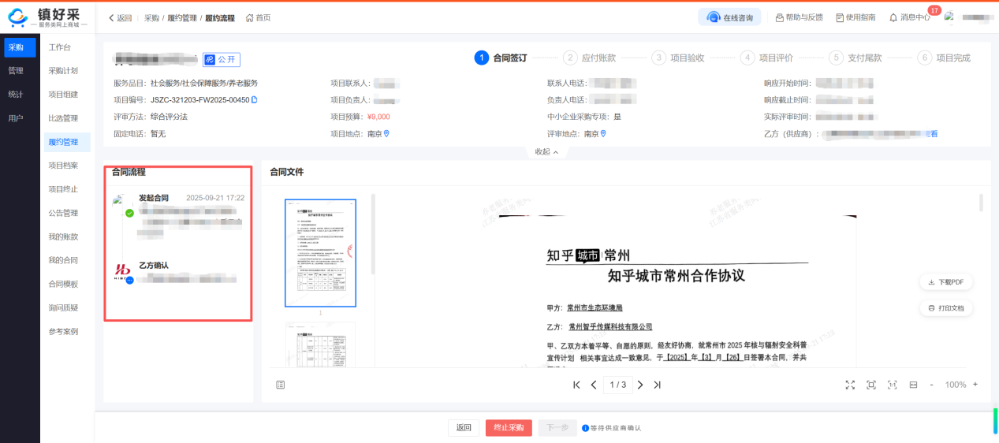 镇好采
服务类网上商城
返回 采购 / 履约管理 / 履约流程 首页
在线咨询 帮助与反馈 使用指南 消息中心 17
采购
管理
统计
用户
工作台
采购计划
项目组建
比选管理
履约管理
项目档案
项目终止
公告管理
我的账款
我的合同
合同模板
询问质疑
参考案例
公开
1 合同签订 2 应付账款 3 项目验收 4 项目评价 5 支付尾款 6 项目完成
服务品目: 社会服务/社会保障服务/养老服务 项目联系人: 联系人电话: 响应开始时间:
项目编号: JSZC-321203-FW2025-00450 项目负责人: 负责人电话: 响应截止时间:
评审方法: 综合评分法 项目预算: ¥9,000 中小企业采购专项: 是 实际评审时间:
固定电话: 暂无 项目地点: 南京 评审地点: 南京 乙方（供应商）: 看
收起
合同流程
发起合同 2025-09-21 17:22
乙方确认
合同文件
1
知乎城市 常州
知乎城市常州合作协议
甲方: 常州市生态环境局
乙方: 常州智乎传媒科技有限公司
甲、乙双方本着平等、自愿的原则, 经友好协商, 就常州市 2025 年核与辐射安全科普
宣传计划 相关事宜达成一致意见, 于【2025】年【3】月【26】日签署本合同, 并共
下载PDF
打印文档
1 / 3
- 100% +
返回 终止采购 下一步 等待供应商确认